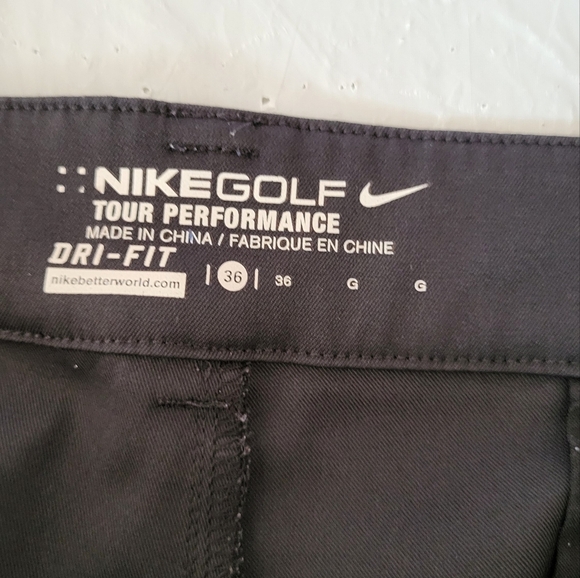 NIKEGOLF
TOUR PERFORMANCE
MADE IN CHINA / FABRIQUE EN CHINE
DRI-FIT
nikebetterworld.com | 36 | 36 G G